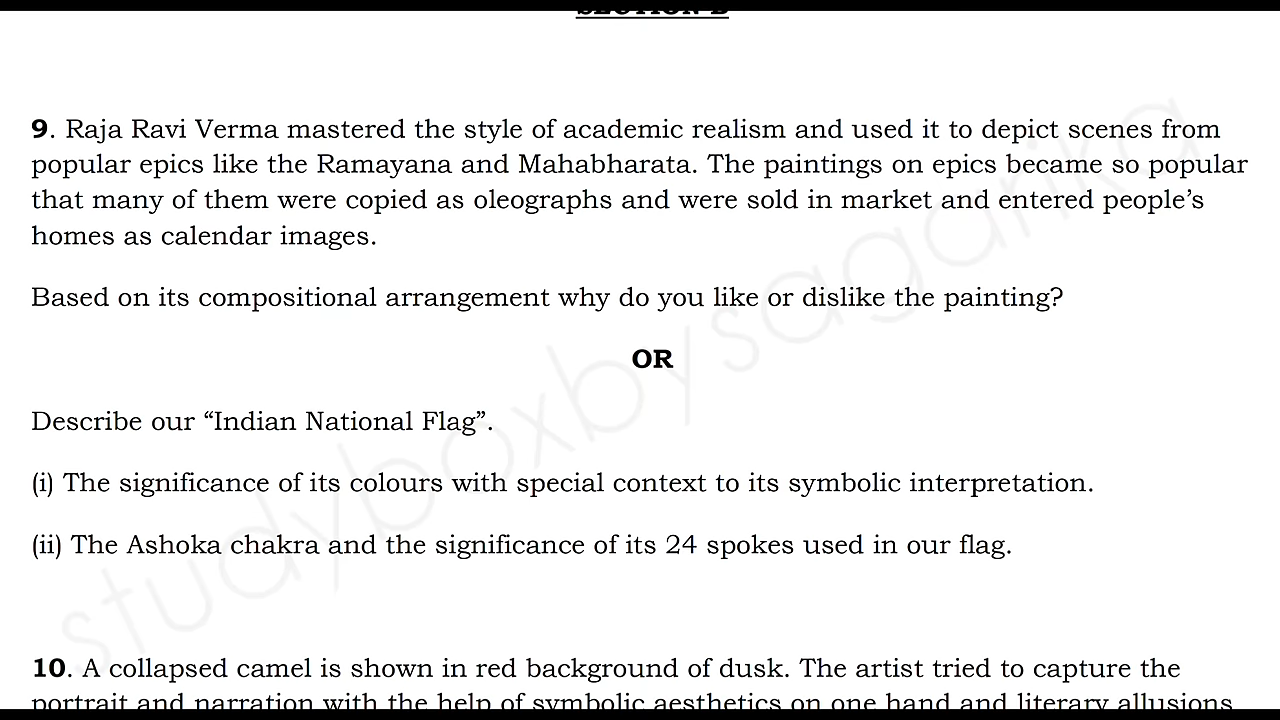 SECTION B
9. Raja Ravi Verma mastered the style of academic realism and used it to depict scenes from
popular epics like the Ramayana and Mahabharata. The paintings on epics became so popular
that many of them were copied as oleographs and were sold in market and entered people’s
homes as calendar images.
Based on its compositional arrangement why do you like or dislike the painting?
OR
Describe our “Indian National Flag”.
(i) The significance of its colours with special context to its symbolic interpretation.
(ii) The Ashoka chakra and the significance of its 24 spokes used in our flag.
studyboxbysagarika
10. A collapsed camel is shown in red background of dusk. The artist tried to capture the
portrait and narration with the help of symbolic aesthetics on one hand and literary allusions